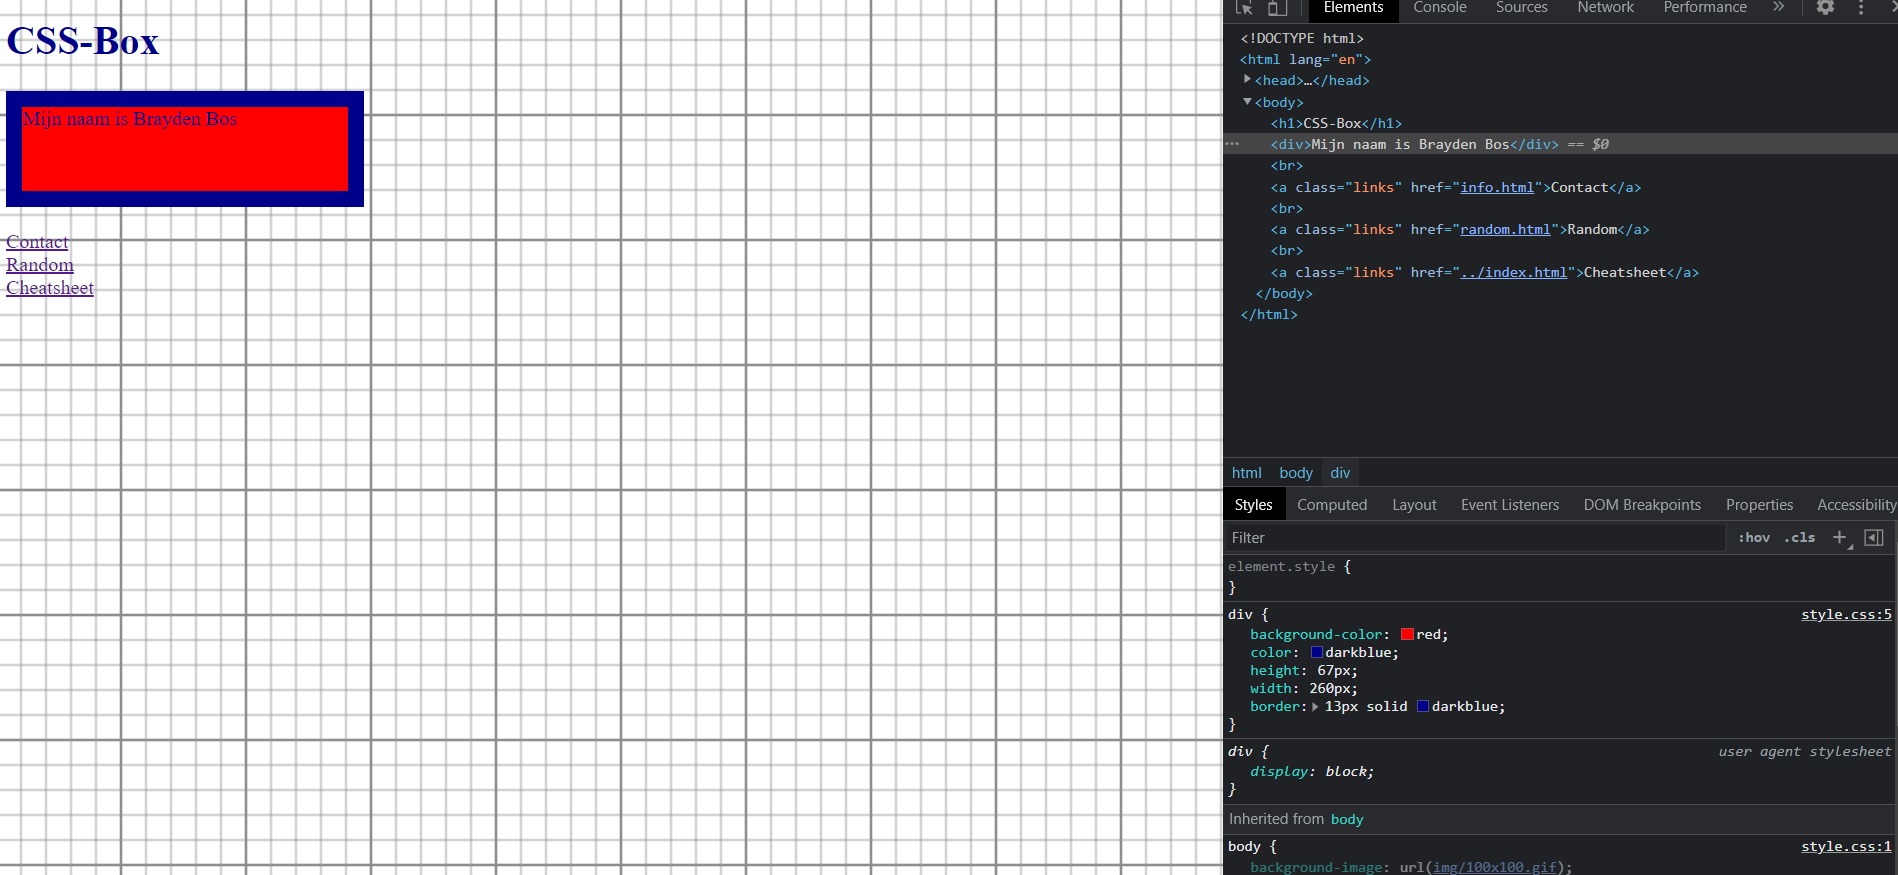 CSS-Box
Mijn naam is Brayden Bos
Contact
Random
Cheatsheet
Elements Console Sources Network Performance »
<!DOCTYPE html>
<html lang="en">
<head>…</head>
<body>
<h1>CSS-Box</h1>
<div>Mijn naam is Brayden Bos</div> == $0
<br>
<a class="links" href="info.html">Contact</a>
<br>
<a class="links" href="random.html">Random</a>
<br>
<a class="links" href="../index.html">Cheatsheet</a>
</body>
</html>
html body div
Styles Computed Layout Event Listeners DOM Breakpoints Properties Accessibility
Filter :hov .cls +
element.style {
}
div { style.css:5
background-color: red;
color: darkblue;
height: 67px;
width: 260px;
border: 13px solid darkblue;
}
div { user agent stylesheet
display: block;
}
Inherited from body
body { style.css:1
background-image: url(img/100x100.gif);